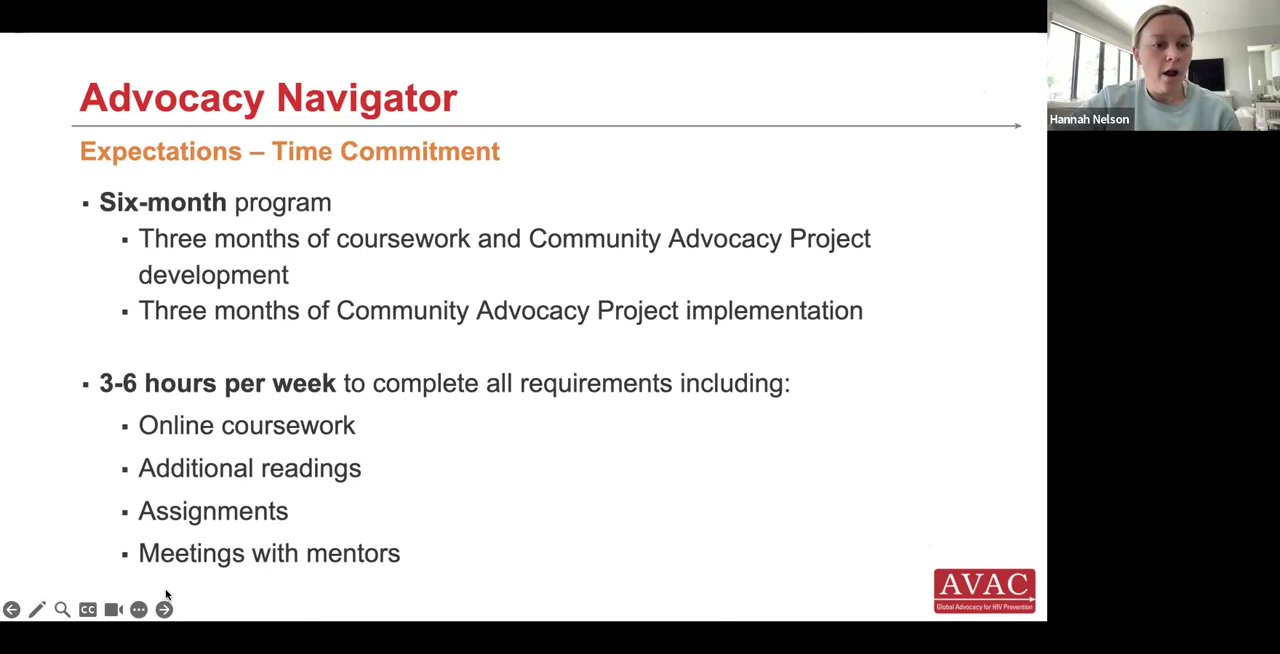 Advocacy Navigator
Expectations – Time Commitment
▪ Six-month program
▪ Three months of coursework and Community Advocacy Project
development
▪ Three months of Community Advocacy Project implementation
▪ 3-6 hours per week to complete all requirements including:
▪ Online coursework
▪ Additional readings
▪ Assignments
▪ Meetings with mentors
CC
AVAC
Global Advocacy for HIV Prevention
Hannah Nelson